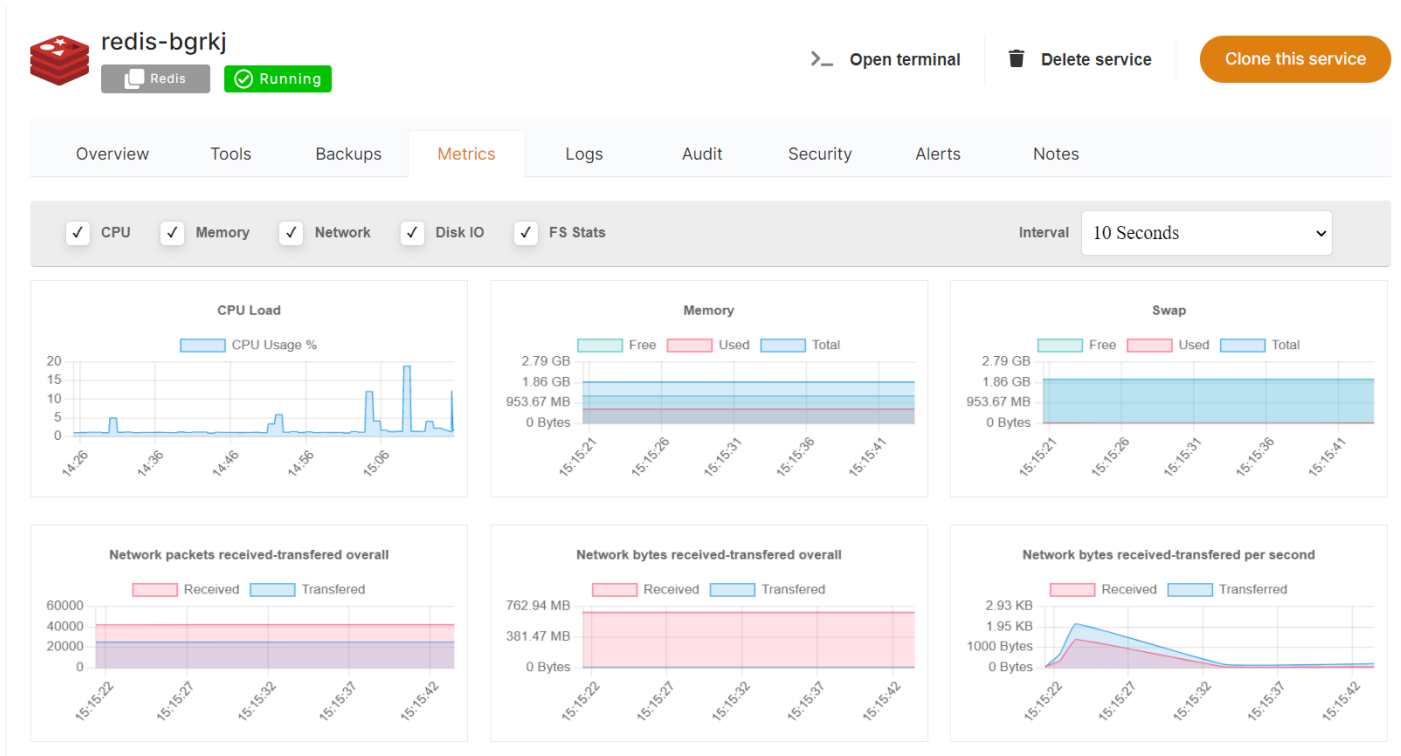 redis-bgrkj
Redis
Running
Open terminal
Delete service
Clone this service
Overview Tools Backups Metrics Logs Audit Security Alerts Notes
CPU Memory Network Disk IO FS Stats
Interval 10 Seconds
CPU Load
CPU Usage %
20
15
10
5
0
14:26 14:36 14:46 14:56 15:06
Memory
Free Used Total
2.79 GB
1.86 GB
953.67 MB
0 Bytes
15:15:21 15:15:26 15:15:31 15:15:36 15:15:41
Swap
Free Used Total
2.79 GB
1.86 GB
953.67 MB
0 Bytes
15:15:21 15:15:26 15:15:31 15:15:36 15:15:41
Network packets received-transfered overall
Received Transfered
60000
40000
20000
0
15:15:22 15:15:27 15:15:32 15:15:37 15:15:42
Network bytes received-transfered overall
Received Transfered
762.94 MB
381.47 MB
0 Bytes
15:15:22 15:15:27 15:15:32 15:15:37 15:15:42
Network bytes received-transfered per second
Received Transferred
2.93 KB
1.95 KB
1000 Bytes
0 Bytes
15:15:22 15:15:27 15:15:32 15:15:37 15:15:42